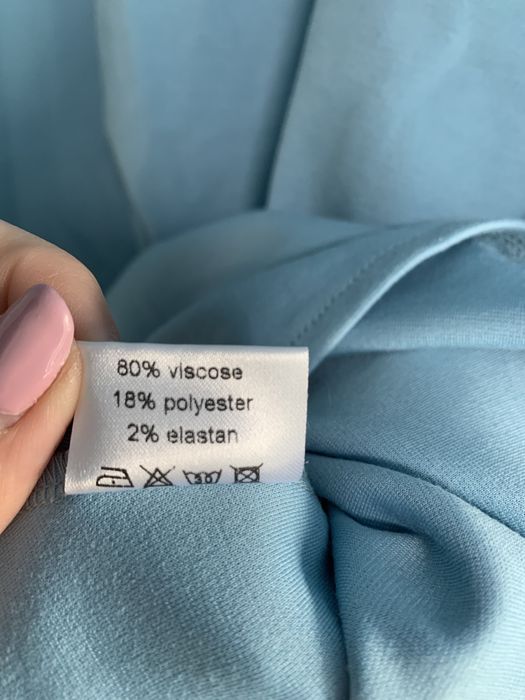 80% viscose
18% polyester
2% elastan